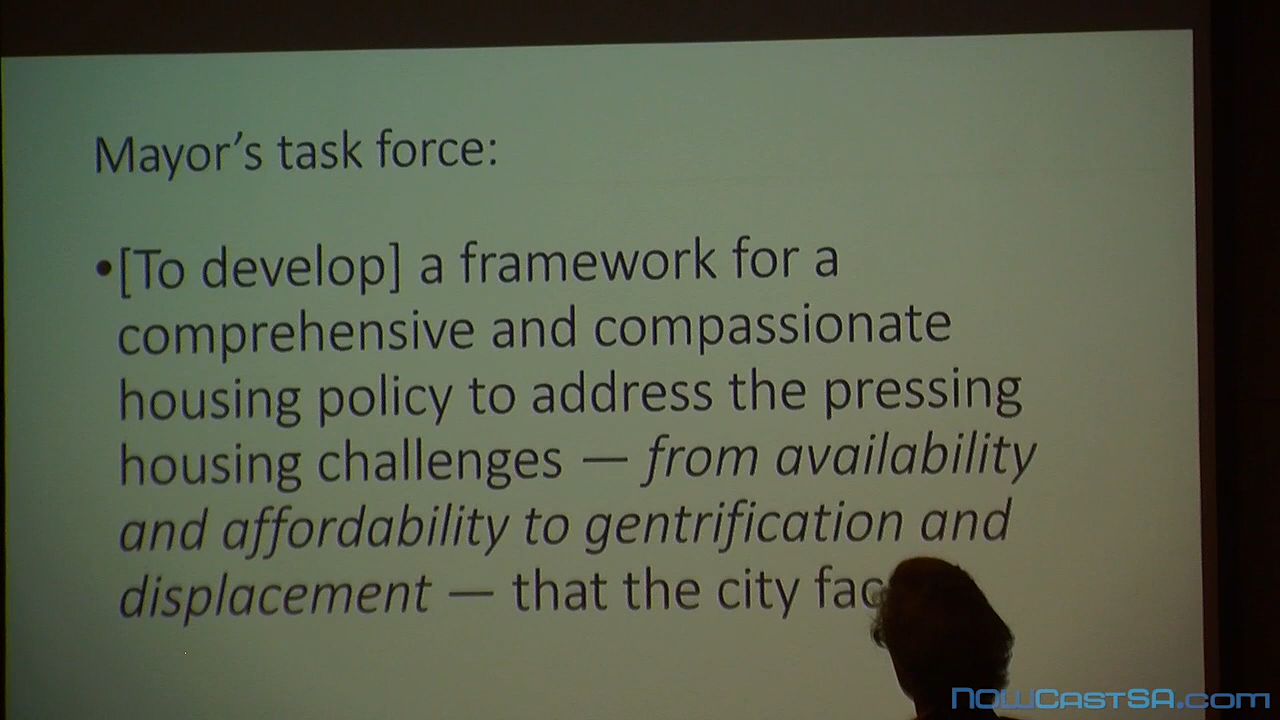 Mayor's task force:
•[To develop] a framework for a
comprehensive and compassionate
housing policy to address the pressing
housing challenges — from availability
and affordability to gentrification and
displacement — that the city fac
NOWCASTSA.com